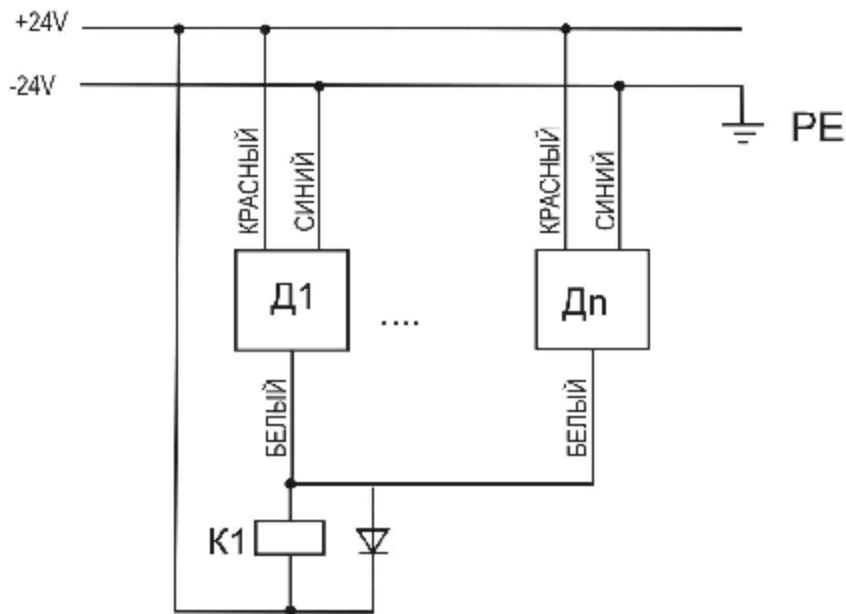 +24V
-24V
PE
КРАСНЫЙ
СИНИЙ
КРАСНЫЙ
СИНИЙ
Д1
....
Дn
БЕЛЫЙ
БЕЛЫЙ
К1